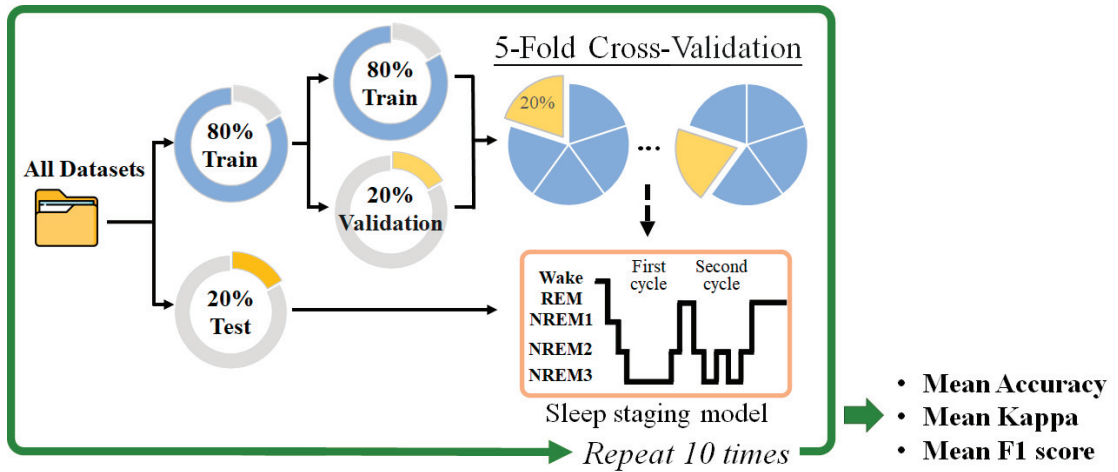 5-Fold Cross-Validation
80%
Train
20%
...
80%
Train
All Datasets
20%
Validation
20%
Test
Wake
REM
NREM1
NREM2
NREM3
First
cycle
Second
cycle
Sleep staging model
Repeat 10 times
• Mean Accuracy
• Mean Kappa
• Mean F1 score